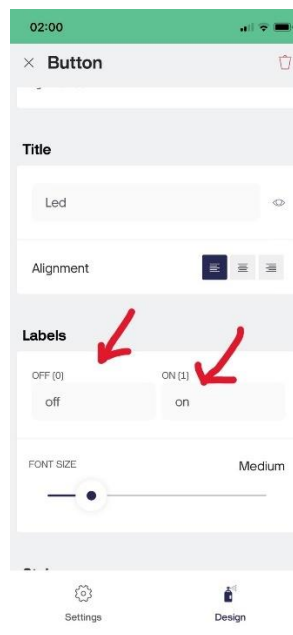 02:00
× Button
Title
Led
Alignment
Labels
OFF (0)
ON (1)
off
on
FONT SIZE
Medium
Settings
Design